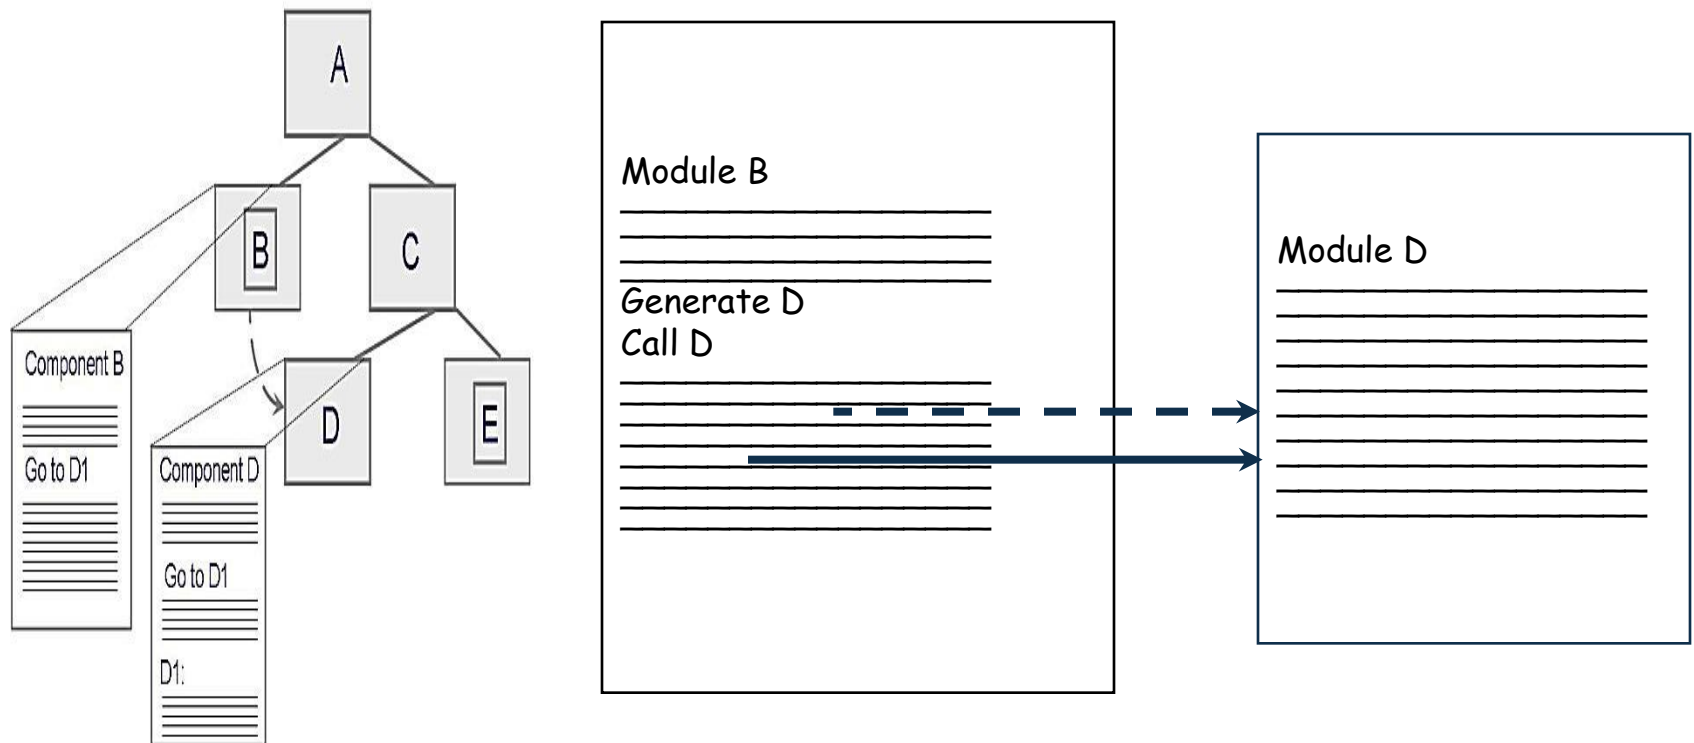 A
B
C
D
E
Component B
Go to D1
Component D
Go to D1
D1:
Module B
Generate D
Call D
Module D